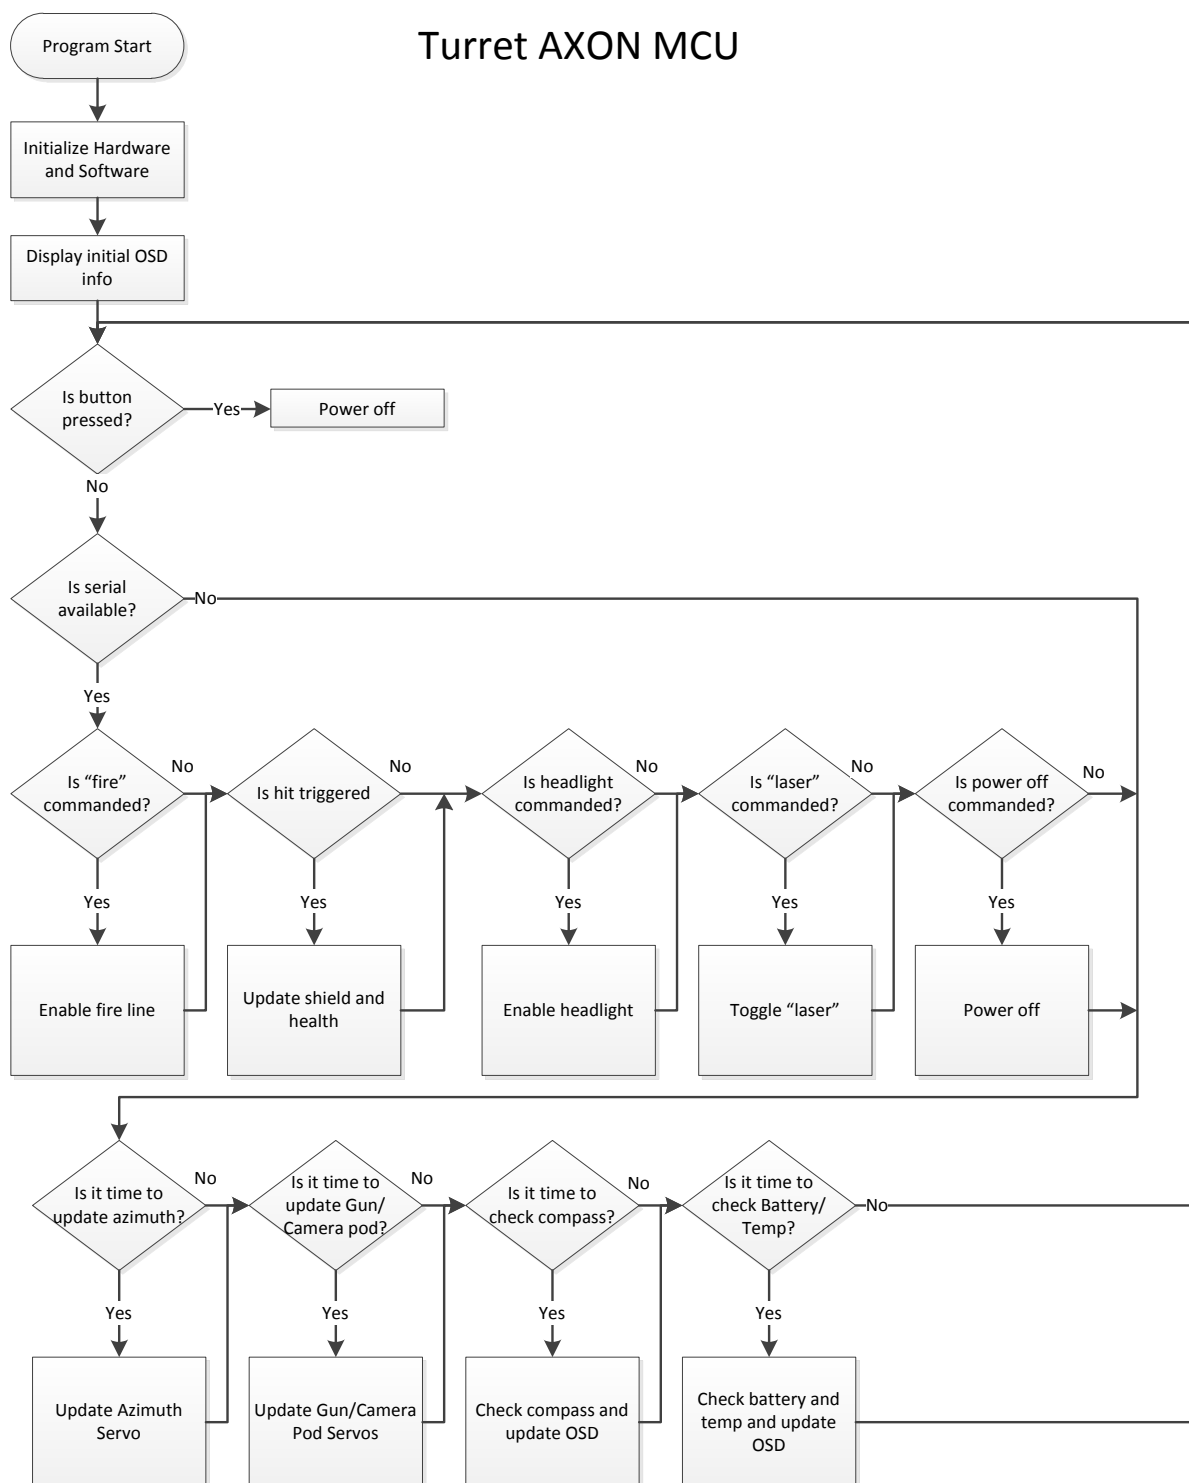 Turret AXON MCU
Program Start
Initialize Hardware
and Software
Display initial OSD
info
Is button
pressed?
Yes
Power off
No
Is serial
available?
No
Yes
Is “fire”
commanded?
No
Is hit triggered
No
Is headlight
commanded?
No
Is “laser”
commanded?
No
Is power off
commanded?
No
Yes
Yes
Yes
Yes
Yes
Enable fire line
Update shield and
health
Enable headlight
Toggle “laser”
Power off
Is it time to
update azimuth?
No
Is it time to
update Gun/
Camera pod?
No
Is it time to
check compass?
No
Is it time to
check Battery/
Temp?
No
Yes
Yes
Yes
Yes
Update Azimuth
Servo
Update Gun/Camera
Pod Servos
Check compass and
update OSD
Check battery and
temp and update
OSD